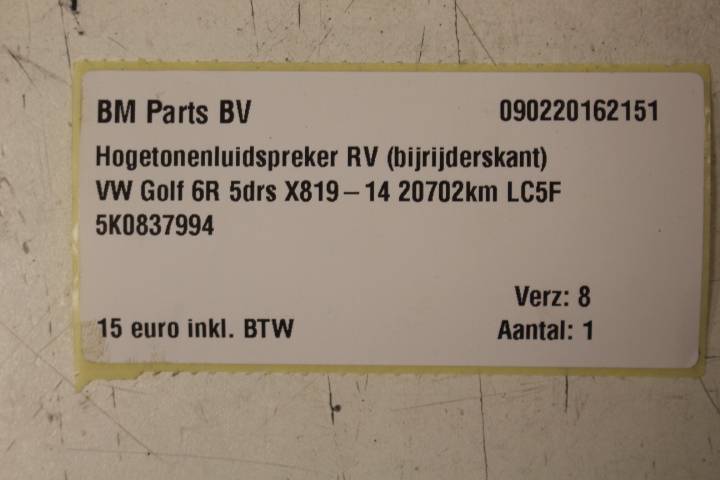 BM Parts BV 090220162151
Hogetonenluidspreker RV (bijrijderskant)
VW Golf 6R 5drs X819-14 20702km LC5F
5K0837994
Verz: 8
15 euro inkl. BTW Aantal: 1